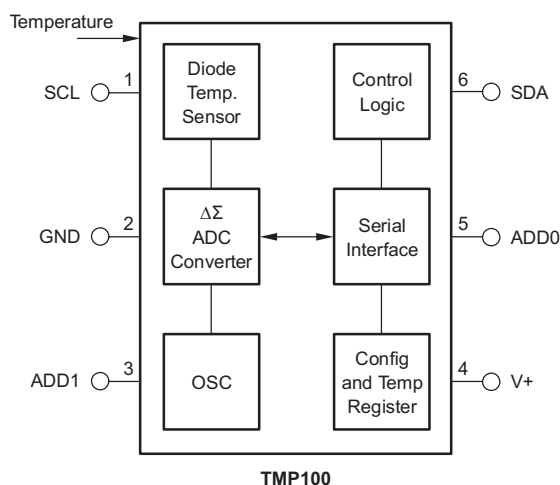 Temperature
SCL
1
Diode
Temp.
Sensor
Control
Logic
6
SDA
GND
2
ΔΣ
ADC
Converter
Serial
Interface
5
ADD0
ADD1
3
OSC
Config
and Temp
Register
4
V+
TMP100